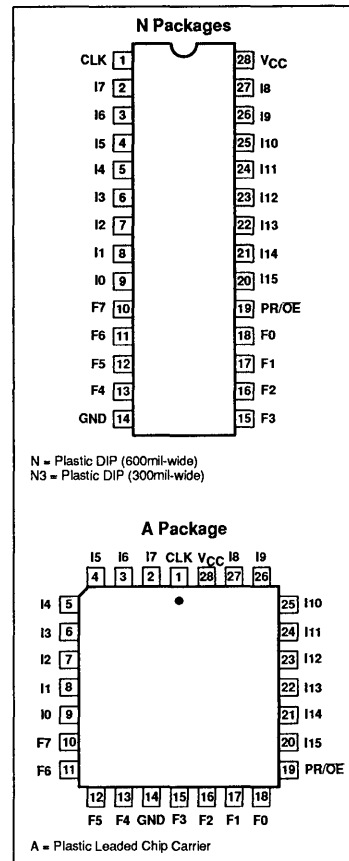 N Packages
CLK 1 28 VCC
I7 2 27 I8
I6 3 26 I9
I5 4 25 I10
I4 5 24 I11
I3 6 23 I12
I2 7 22 I13
I1 8 21 I14
I0 9 20 I15
F7 10 19 PR/O̅E̅
F6 11 18 F0
F5 12 17 F1
F4 13 16 F2
GND 14 15 F3
N = Plastic DIP (600mil-wide)
N3 = Plastic DIP (300mil-wide)
A Package
I5 I6 I7 CLK VCC I8 I9
4 3 2 1 28 27 26
I4 5 25 I10
I3 6 24 I11
I2 7 23 I12
I1 8 22 I13
I0 9 21 I14
F7 10 20 I15
F6 11 19 PR/O̅E̅
12 13 14 15 16 17 18
F5 F4 GND F3 F2 F1 F0
A = Plastic Leaded Chip Carrier